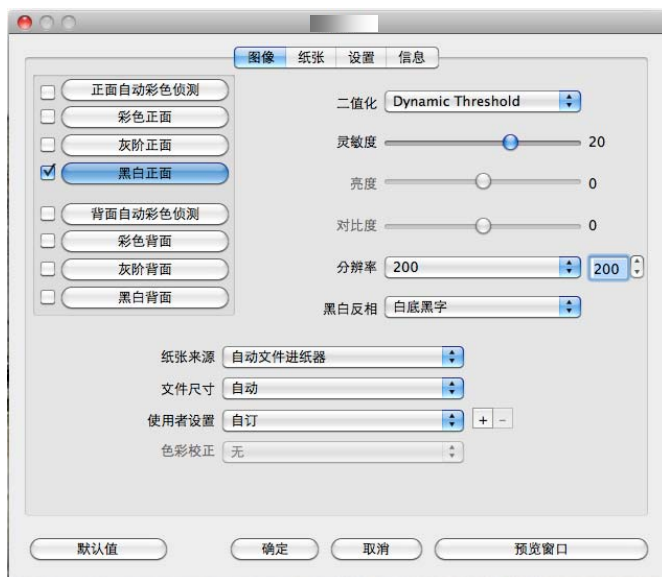 图像 纸张 设置 信息
正面自动彩色侦测
彩色正面
灰阶正面
黑白正面
背面自动彩色侦测
彩色背面
灰阶背面
黑白背面
二值化 Dynamic Threshold
灵敏度 20
亮度 0
对比度 0
分辨率 200 200
黑白反相 白底黑字
纸张来源 自动文件进纸器
文件尺寸 自动
使用者设置 自订 + -
色彩校正 无
默认值 确定 取消 预览窗口